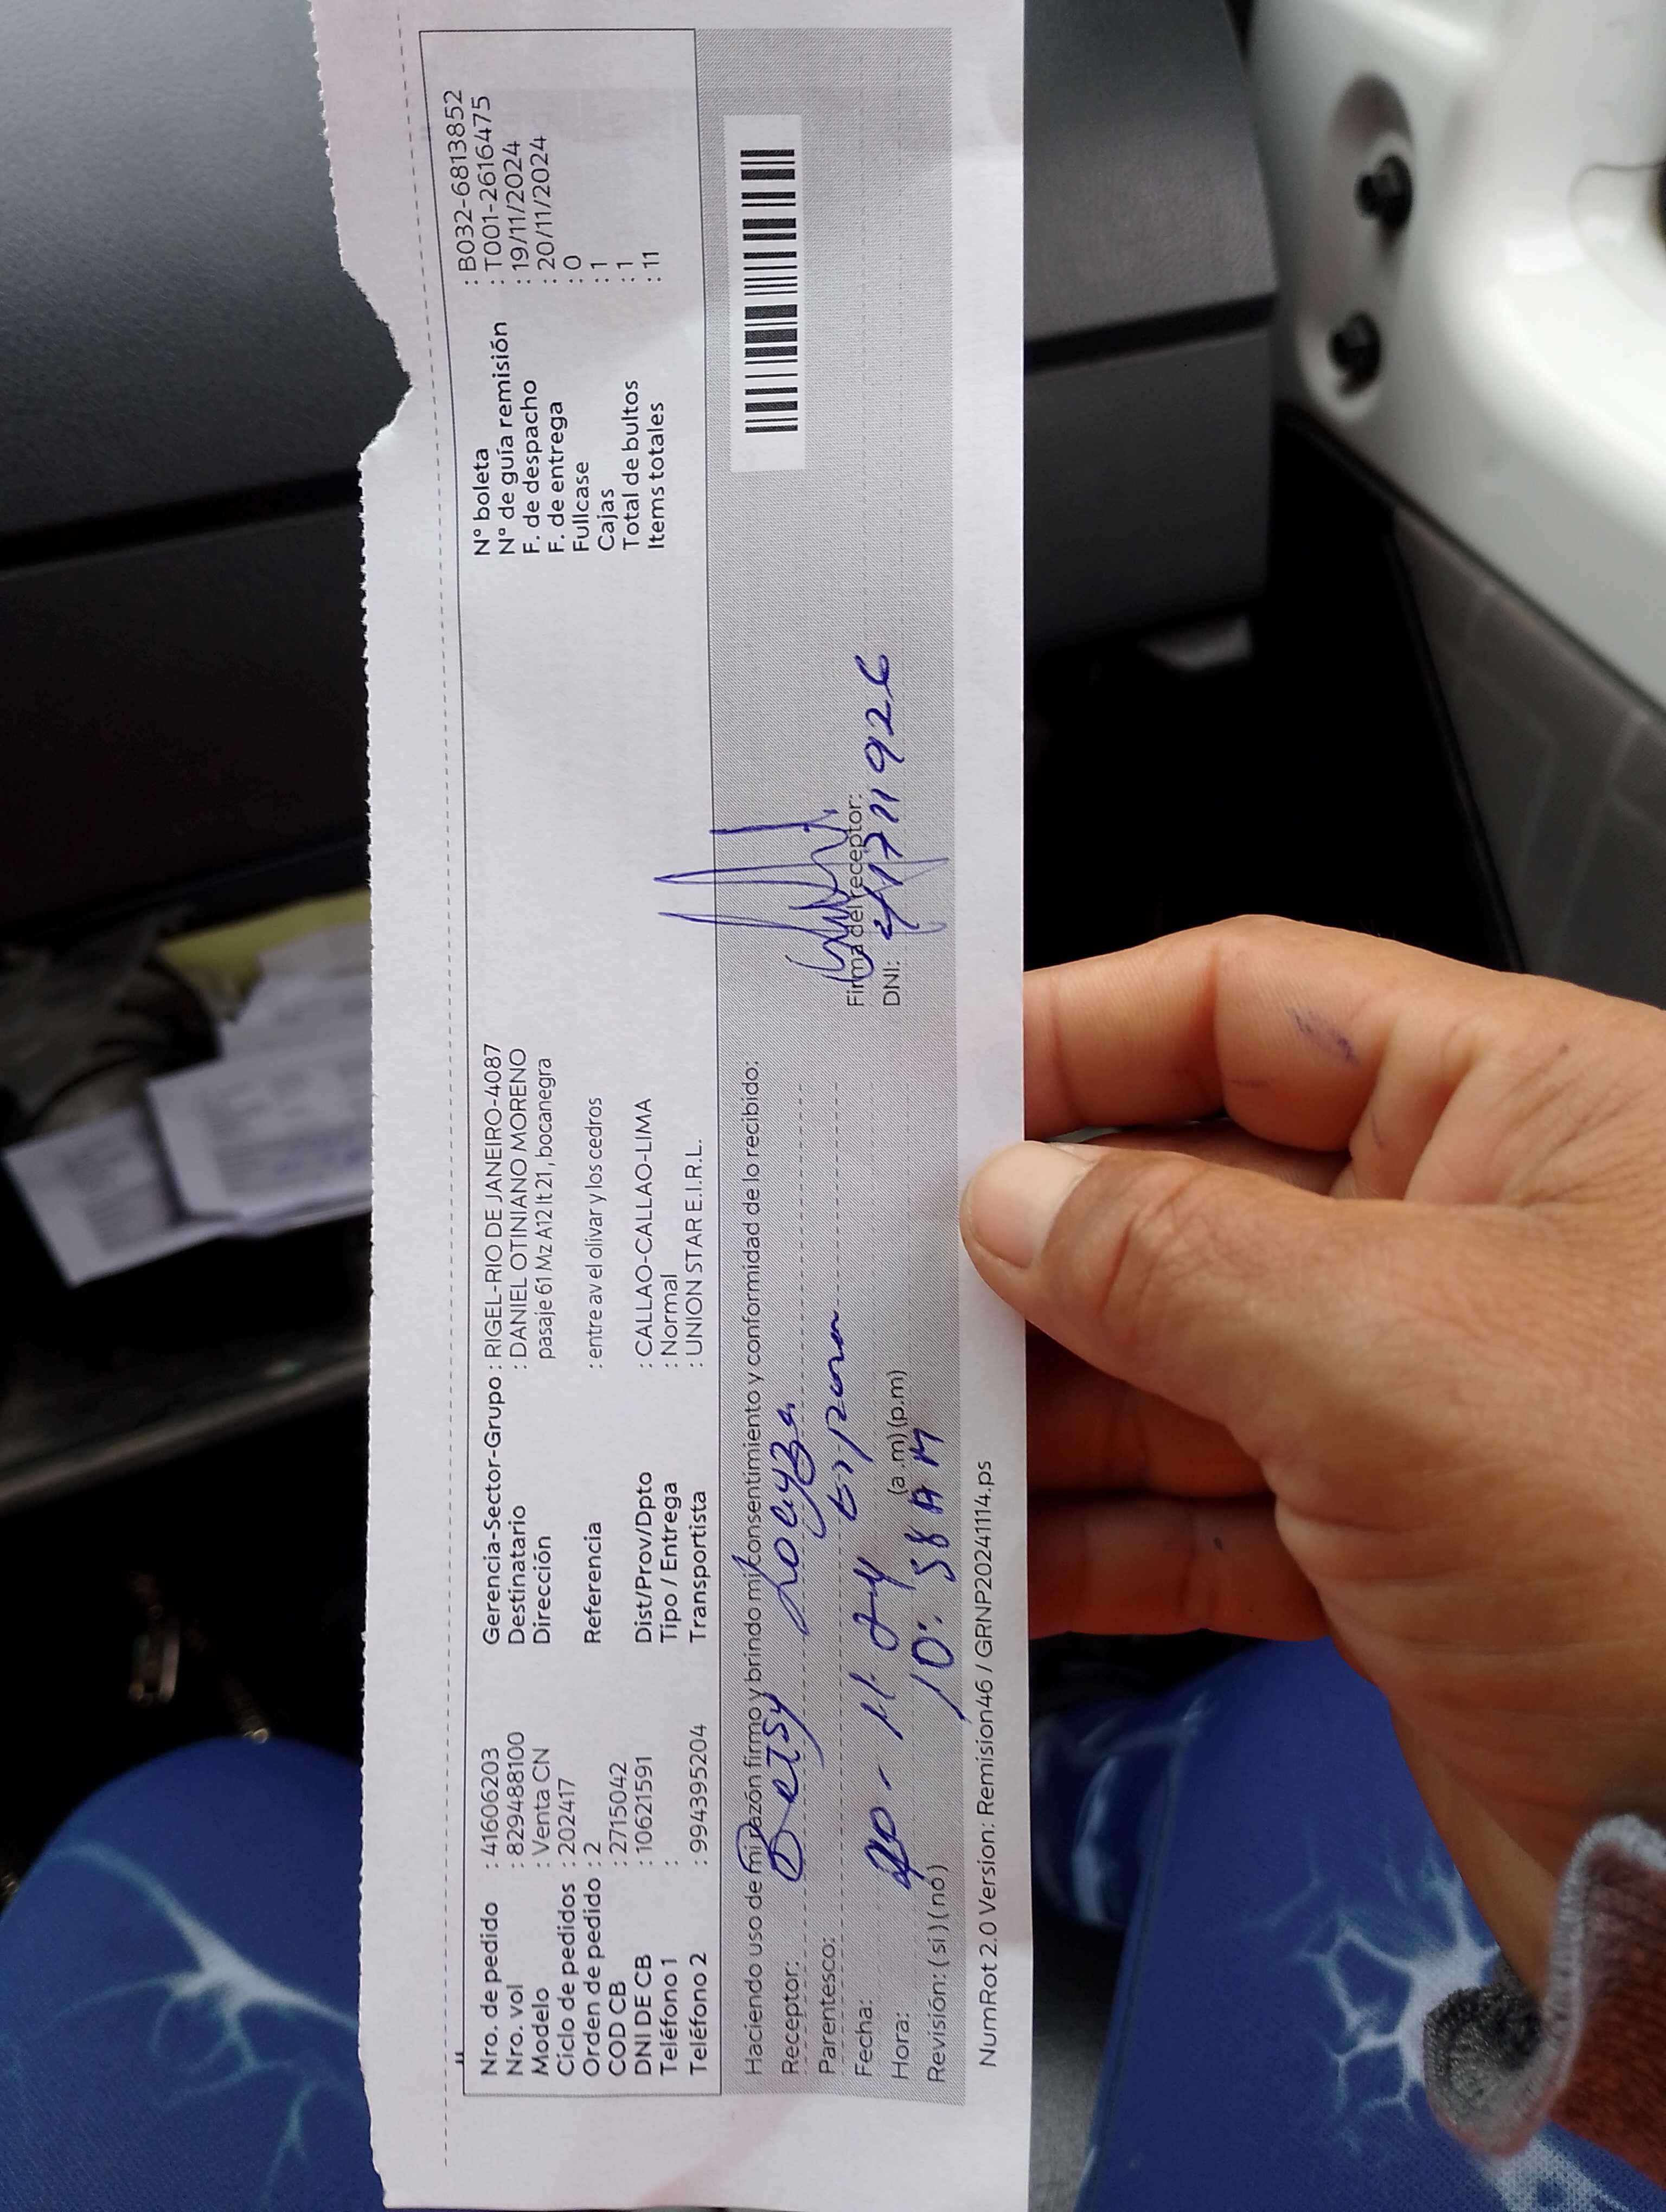 Nro. de pedido : 41606203
Nro. vol : 829488100
Modelo : Venta CN
Ciclo de pedidos : 202417
Orden de pedido : 2
COD CB : 2715042
DNI DE CB : 10621591
Teléfono 1 :
Teléfono 2 : 994395204
Gerencia-Sector-Grupo : RIGEL-RIO DE JANEIRO-4087
Destinatario : DANIEL OTINIANO MORENO
Dirección pasaje 61 Mz A12 lt 21, bocanegra
Referencia : entre av el olivar y los cedros
Dist/Prov/Dpto : CALLAO-CALLAO-LIMA
Tipo / Entrega : Normal
Transportista : UNION STAR E.I.R.L.
N° boleta : B032-6813852
N° de guía remisión : T001-2616475
F. de despacho : 19/11/2024
F. de entrega : 20/11/2024
Fullcase : 0
Cajas : 1
Total de bultos : 1
Items totales : 11
Haciendo uso de mi razón firmo y brindo mi consentimiento y conformidad de lo recibido:
Receptor: Betsy Loayza
Parentesco:
Fecha:
Hora: 10:58 AM (a .m) (p.m)
Revisión: ( si ) ( no )
Firma del receptor:
DNI:
NumRot 2.0 Version: Remision46 / GRNP20241114.ps